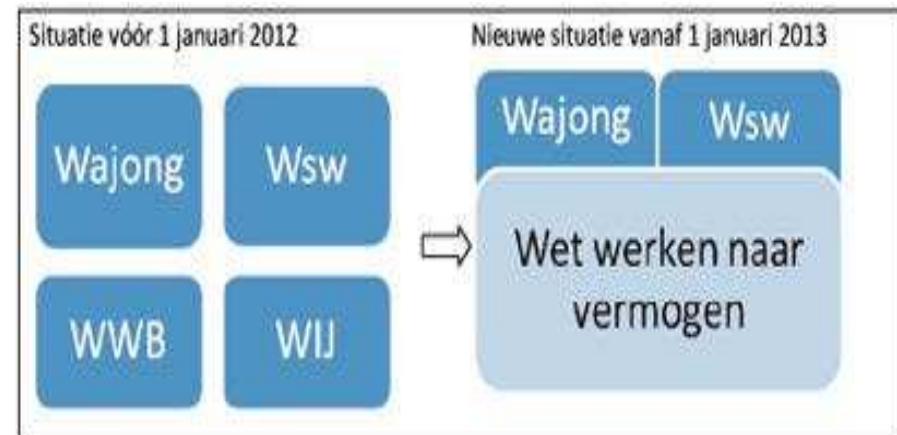 Situatie vóór 1 januari 2012
Wajong
Wsw
WWB
WIJ
Nieuwe situatie vanaf 1 januari 2013
Wajong
Wsw
Wet werken naar
vermogen